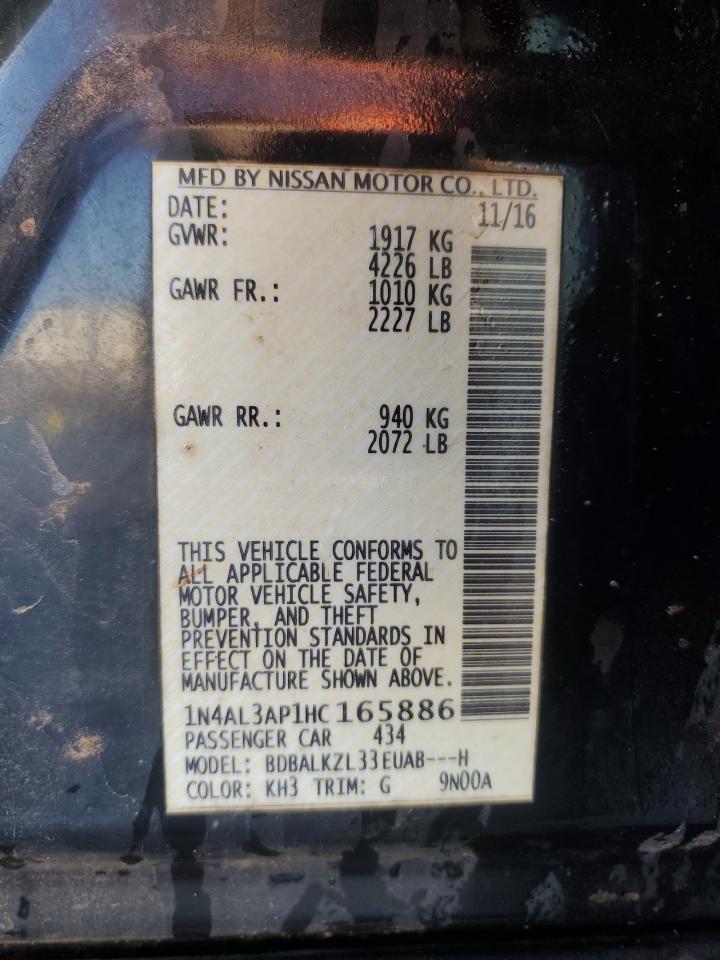 MFD BY NISSAN MOTOR CO., LTD.
DATE: 11/16
GVWR: 1917 KG
4226 LB
GAWR FR.: 1010 KG
2227 LB
GAWR RR.: 940 KG
2072 LB
THIS VEHICLE CONFORMS TO
ALL APPLICABLE FEDERAL
MOTOR VEHICLE SAFETY,
BUMPER, AND THEFT
PREVENTION STANDARDS IN
EFFECT ON THE DATE OF
MANUFACTURE SHOWN ABOVE.
1N4AL3AP1HC165886
PASSENGER CAR 434
MODEL: BDBALKZL33EUAB---H
COLOR: KH3 TRIM: G 9N00A